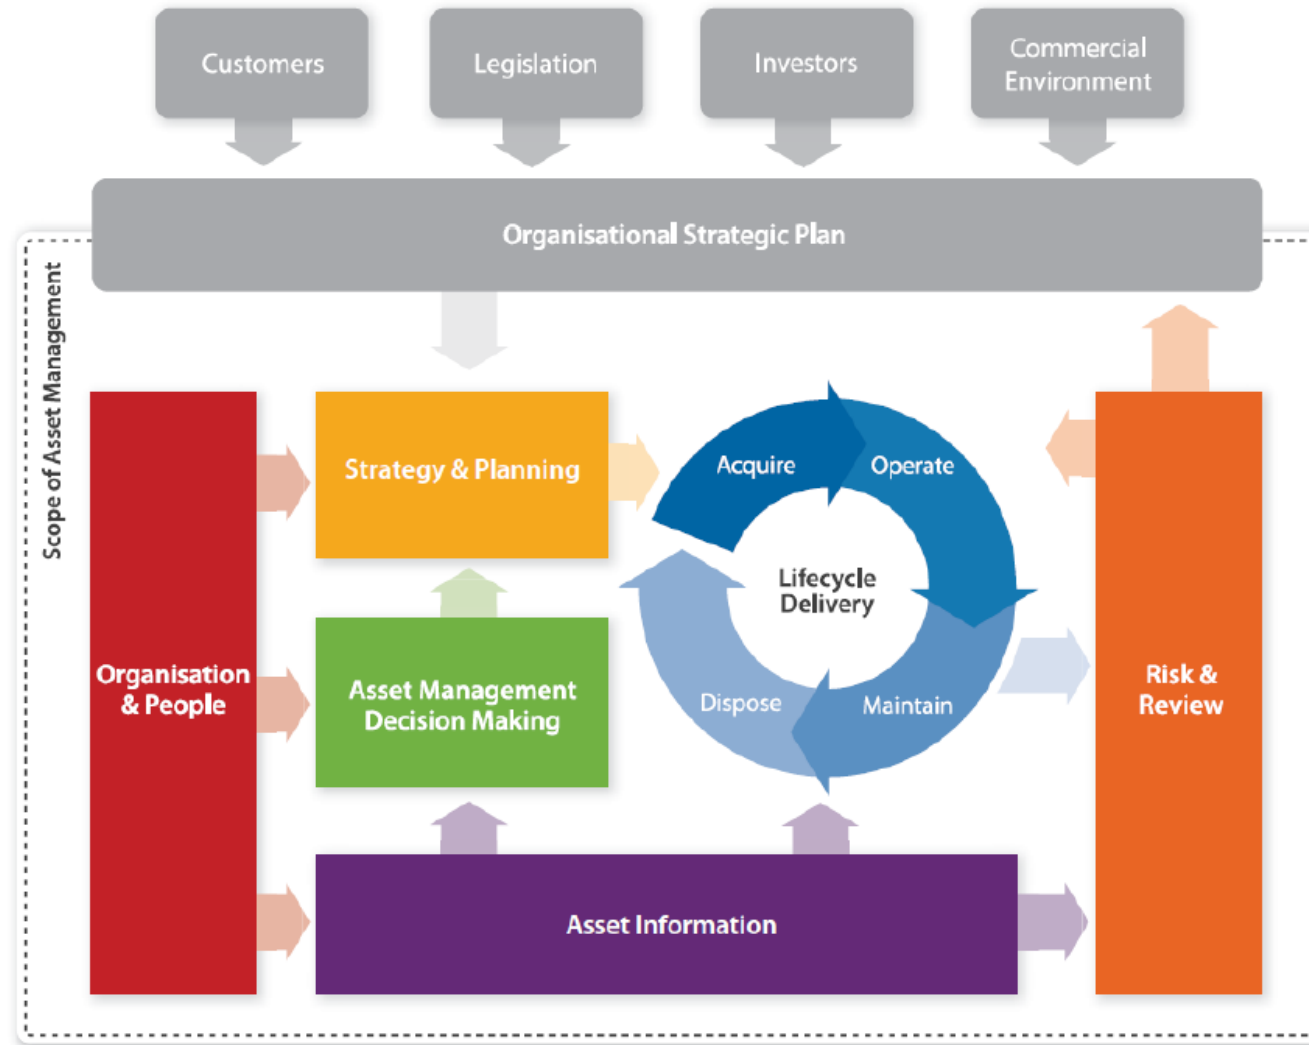 Customers
Legislation
Investors
Commercial
Environment
Organisational Strategic Plan
Scope of Asset Management
Strategy & Planning
Acquire
Operate
Lifecycle
Delivery
Organisation
& People
Asset Management
Decision Making
Dispose
Maintain
Risk &
Review
Asset Information